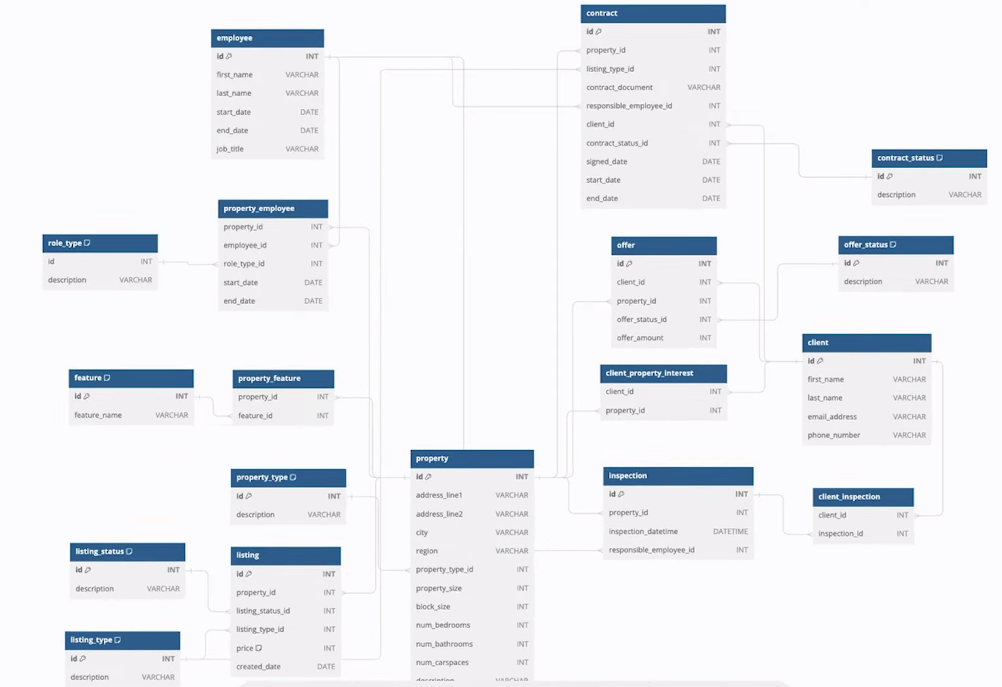 employee
id INT
first_name VARCHAR
last_name VARCHAR
start_date DATE
end_date DATE
job_title VARCHAR
contract
id INT
property_id INT
listing_type_id INT
contract_document VARCHAR
responsible_employee_id INT
client_id INT
contract_status_id INT
signed_date DATE
start_date DATE
end_date DATE
contract_status
id INT
description VARCHAR
property_employee
property_id INT
employee_id INT
role_type_id INT
start_date DATE
end_date DATE
role_type
id INT
description VARCHAR
offer
id INT
client_id INT
property_id INT
offer_status_id INT
offer_amount INT
offer_status
id INT
description VARCHAR
client
id INT
first_name VARCHAR
last_name VARCHAR
email_address VARCHAR
phone_number VARCHAR
feature
id INT
feature_name VARCHAR
property_feature
property_id INT
feature_id INT
client_property_interest
client_id INT
property_id INT
property
id INT
address_line1 VARCHAR
address_line2 VARCHAR
city VARCHAR
region VARCHAR
property_type_id INT
property_size INT
block_size INT
num_bedrooms INT
num_bathrooms INT
num_carspaces INT
description VARCHAR
property_type
id INT
description VARCHAR
inspection
id INT
property_id INT
inspection_datetime DATETIME
responsible_employee_id INT
client_inspection
client_id INT
inspection_id INT
listing_status
id INT
description VARCHAR
listing
id INT
property_id INT
listing_status_id INT
listing_type_id INT
price INT
created_date DATE
listing_type
id INT
description VARCHAR